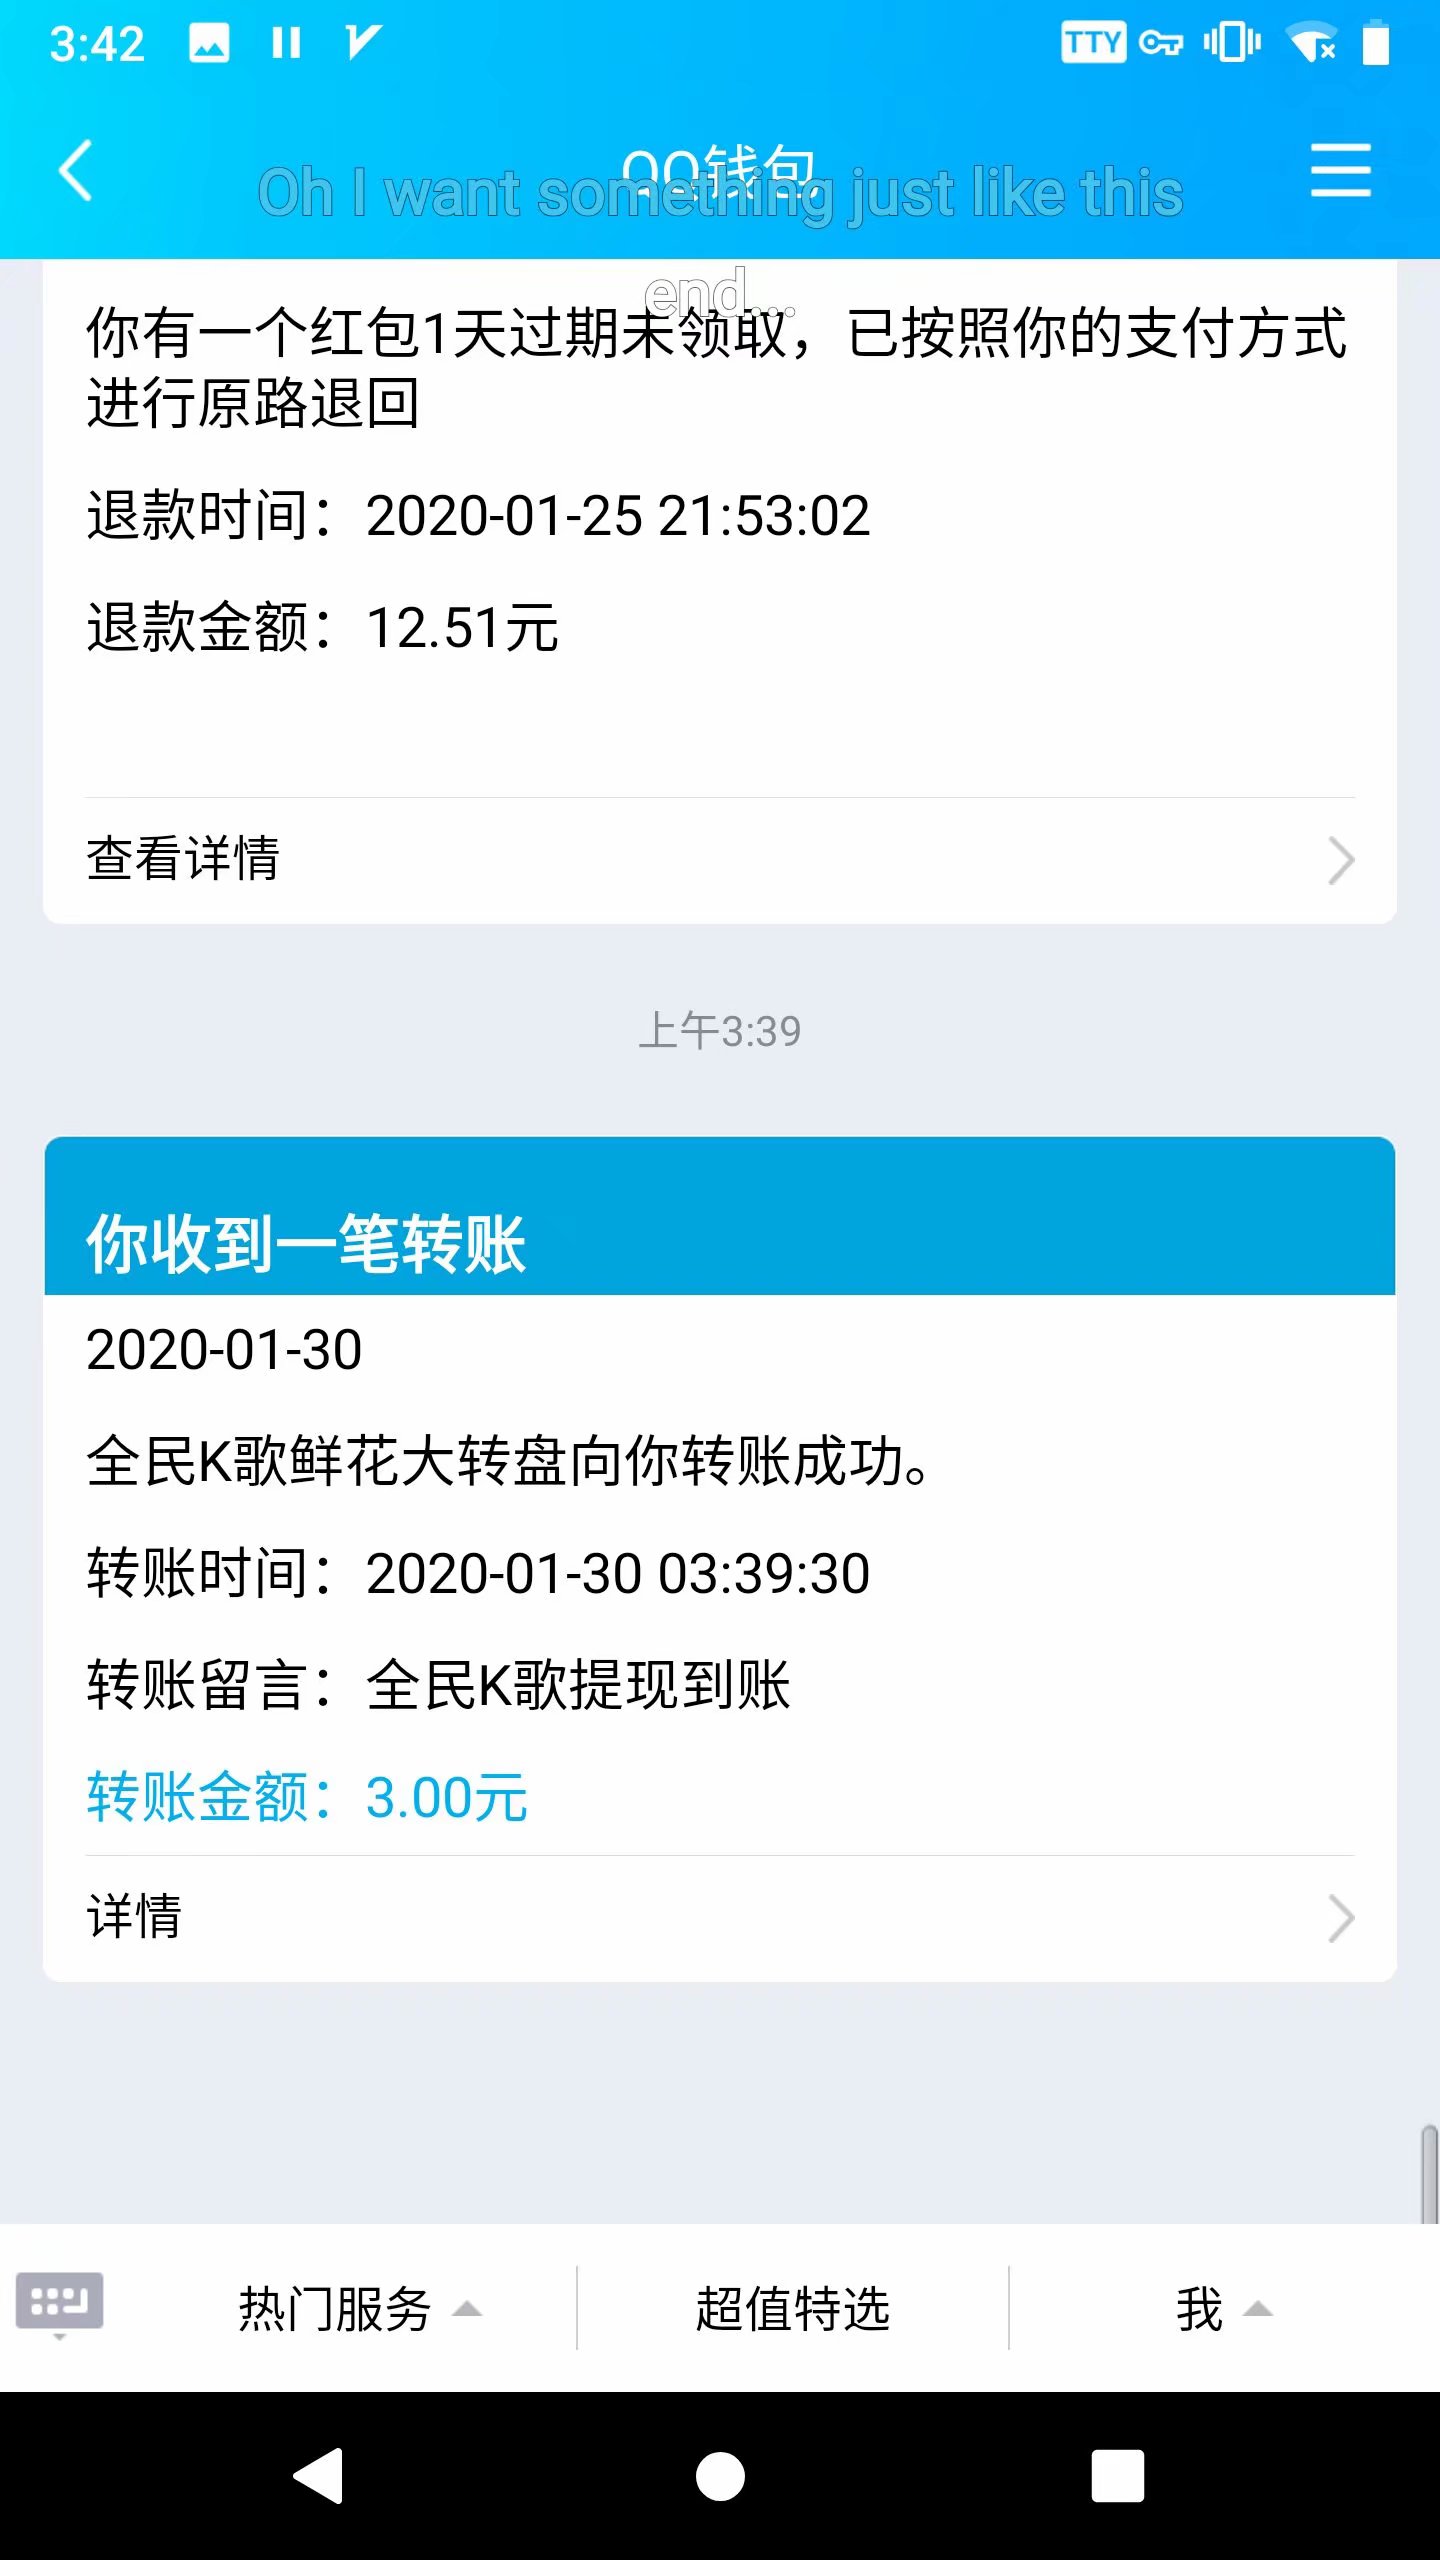 3:42
TTY
QQ钱包
Oh I want something just like this
end...
你有一个红包1天过期未领取，已按照你的支付方式
进行原路退回
退款时间：2020-01-25 21:53:02
退款金额：12.51元
查看详情
上午3:39
你收到一笔转账
2020-01-30
全民K歌鲜花大转盘向你转账成功。
转账时间：2020-01-30 03:39:30
转账留言：全民K歌提现到账
转账金额：3.00元
详情
热门服务
超值特选
我